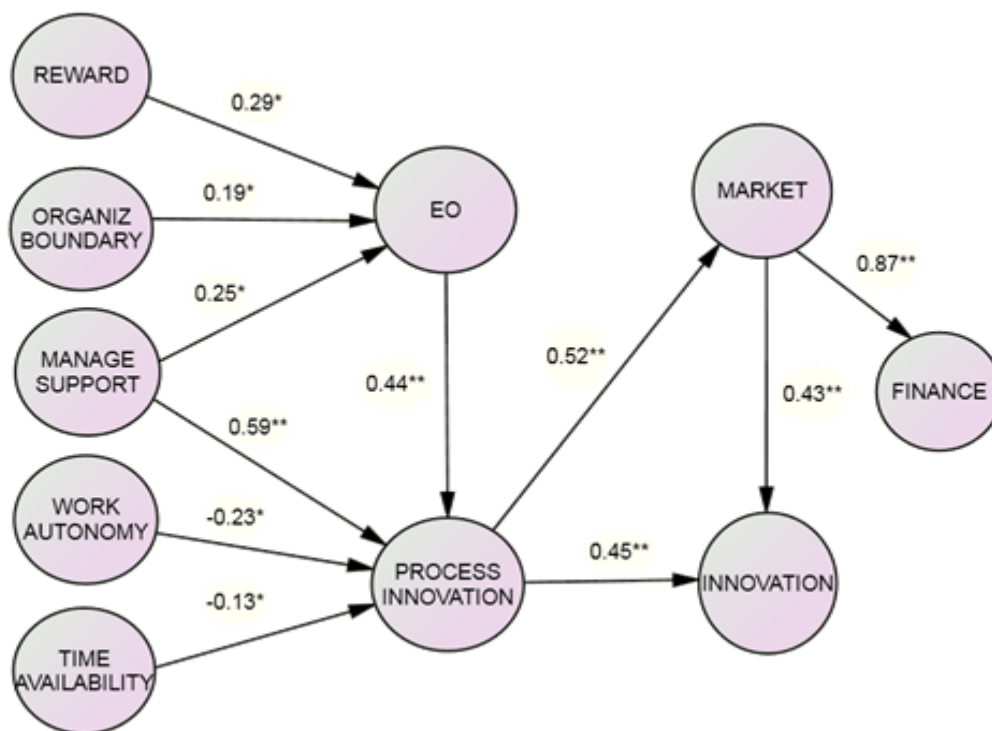 REWARD
0.29*
ORGANIZ
BOUNDARY
0.19*
EO
MARKET
0.87**
0.25*
MANAGE
SUPPORT
0.52**
0.44**
0.43**
FINANCE
0.59**
WORK
AUTONOMY
-0.23*
PROCESS
INNOVATION
0.45**
INNOVATION
-0.13*
TIME
AVAILABILITY